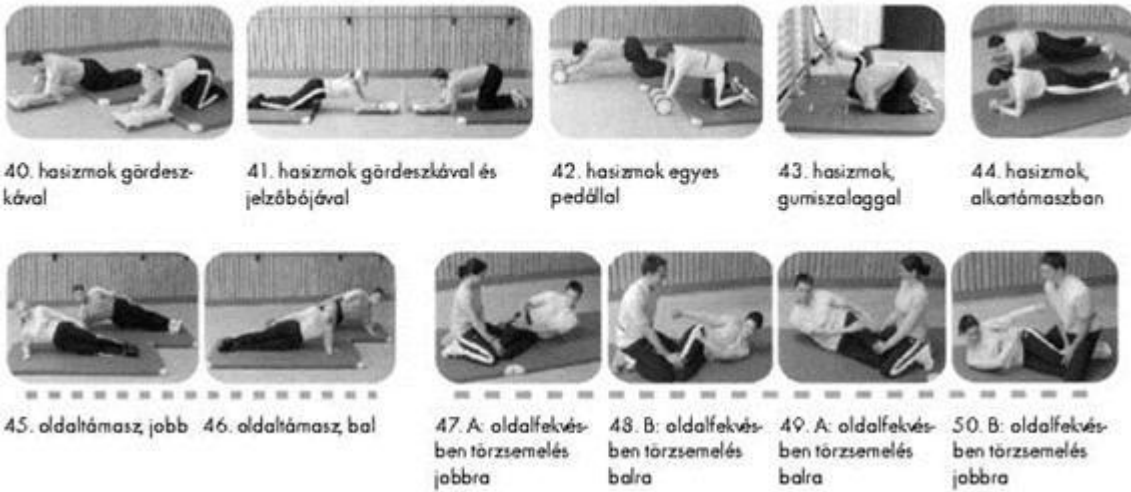 40. hasizmok gördesz-
kával
41. hasizmok gördeszkával és
jelzőbójával
42. hasizmok egyes
pedállal
43. hasizmok,
gumiszalaggal
44. hasizmok,
alkartámaszban
45. oldaltámasz, jobb
46. oldaltámasz, bal
47. A: oldalfekvés-
ben törzsemelés
jobbra
48. B: oldalfekvés-
ben törzsemelés
balra
49. A: oldalfekvés-
ben törzsemelés
balra
50. B: oldalfekvés-
ben törzsemelés
jobbra